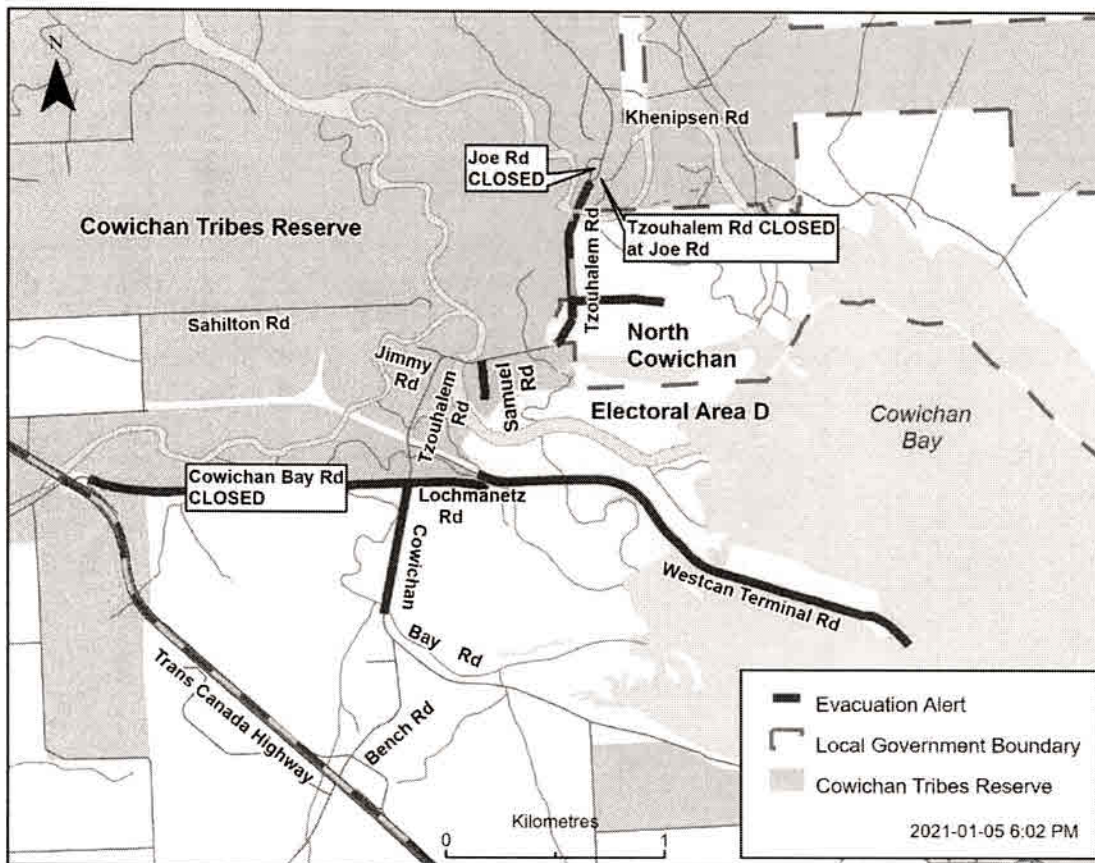 N
Khenipsen Rd
Joe Rd
CLOSED
Cowichan Tribes Reserve
Tzouhalem Rd
Tzouhalem Rd CLOSED
at Joe Rd
Sahilton Rd
North
Cowichan
Jimmy
Rd
Tzouhalem
Rd
Samuel
Rd
Electoral Area D
Cowichan
Bay
Cowichan Bay Rd
CLOSED
Lochmanetz
Rd
Cowichan
Bay Rd
Westcan Terminal Rd
Trans Canada Highway
Bench Rd
Evacuation Alert
Local Government Boundary
Cowichan Tribes Reserve
Kilometres
0 1
2021-01-05 6:02 PM